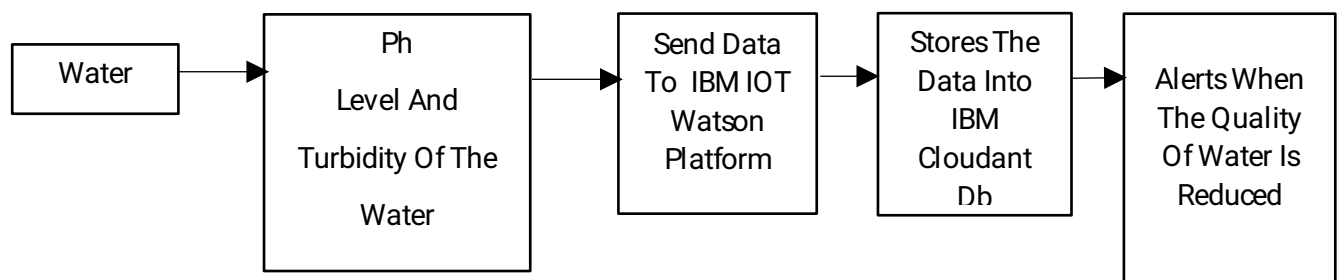 Water
Ph
Level And
Turbidity Of The
Water
Send Data
To IBM IOT
Watson
Platform
Stores The
Data Into
IBM
Cloudant
Db
Alerts When
The Quality
Of Water Is
Reduced